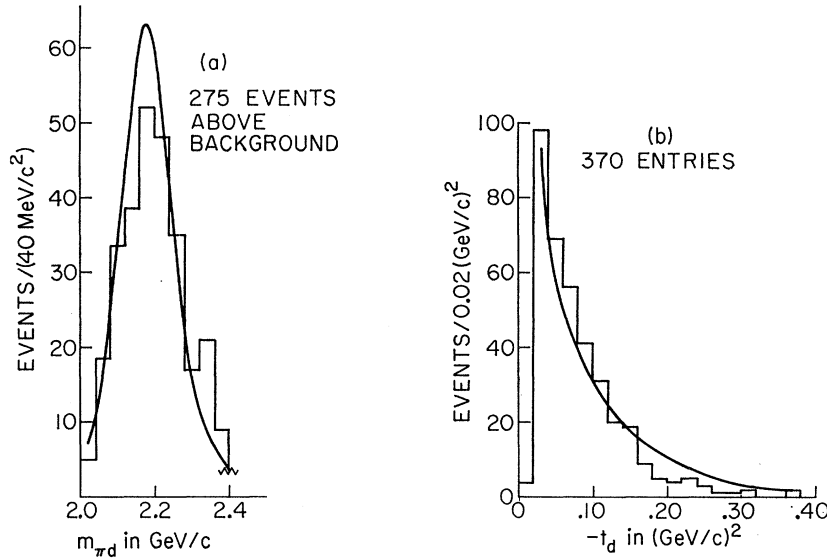 (a)
275 EVENTS
ABOVE
BACKGROUND
EVENTS/(40 MeV/c²)
60
50
40
30
20
10
2.0 2.2 2.4
m_πd in GeV/c
(b)
370 ENTRIES
EVENTS/0.02(GeV/c)²
100
80
60
40
20
0
0 .10 .20 .30 .40
-t_d in (GeV/c)²